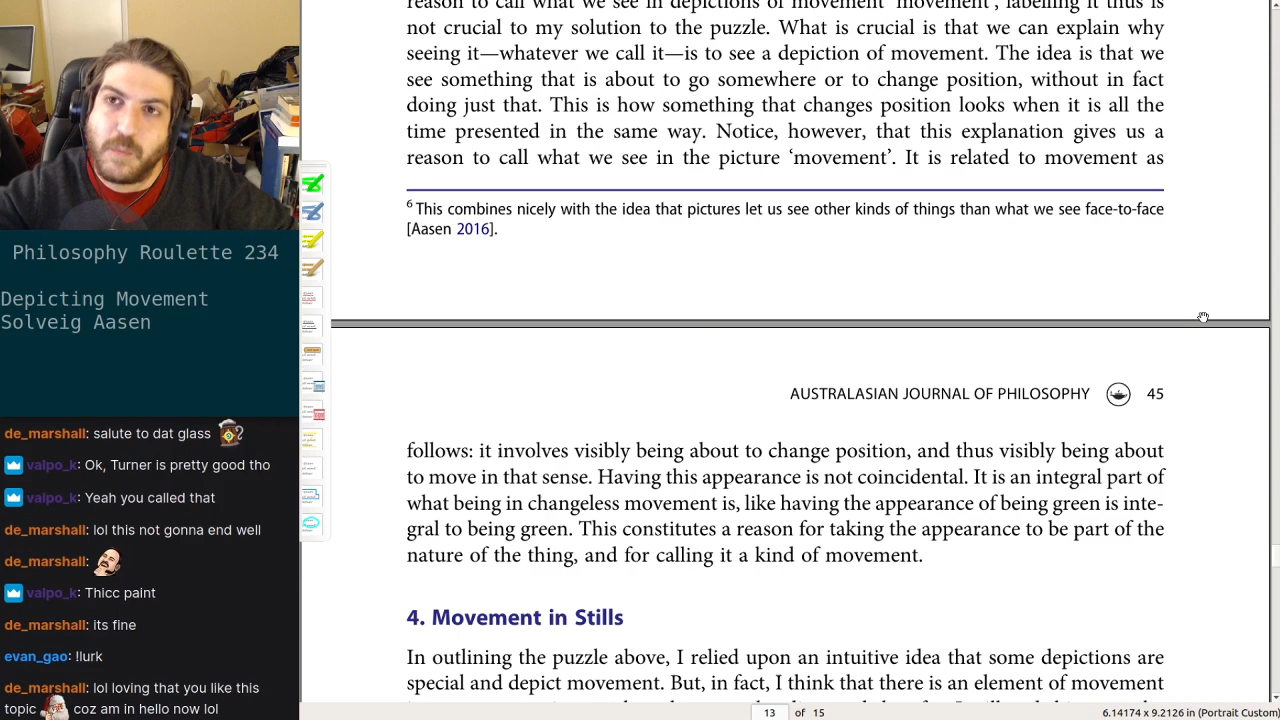 reason to call what we see in depictions of movement 'movement', labelling it thus is
not crucial to my solution to the puzzle. What is crucial is that we can explain why
seeing it—whatever we call it—is to see a depiction of movement. The idea is that we
see something that is about to go somewhere or to change position, without in fact
doing just that. This is how something that changes position looks when it is all the
time presented in the same way. Notice, however, that this explanation gives us a
reason to call what we see in the picture ‘movement’. It is related to movement as
6 This combines nicely with the idea that pictures let us see other kinds of things than what we see face-to-face
[Aasen 2016].
AUSTRALASIAN JOURNAL OF PHILOSOPHY 45
follows: it involves visibly being about to change position, and thus visibly being about
to move in that sense. Having this appearance is not coincidental. It is an integral part of
what being in changeless movement is, like having the appearance of being green is inte-
gral to being green. This constitutes a reason for taking the appearance to be part of the
nature of the thing, and for calling it a kind of movement.
4. Movement in Stills
In outlining the puzzle above, I relied upon an intuitive idea that some depictions are
special and depict movement. But, in fact, I think that there is an element of movement
13 of 15
6.14174 x 9.2126 in (Portrait Custom)
Philosophy Roulette 234
Depicting Movement
Solveig Aasen
de_marshall: salute to dat glass
valpo_k: Ok, Turner is pretty good tho
valpo_k: Yeah you called that
de_marshall: lol this not gonna end well
de_marshall:
valpo_k: Thicc paint
de_marshall: its fine
evan_gao: !lurk
de_marshall: lol loving that you like this
topic coz am in hello now lol